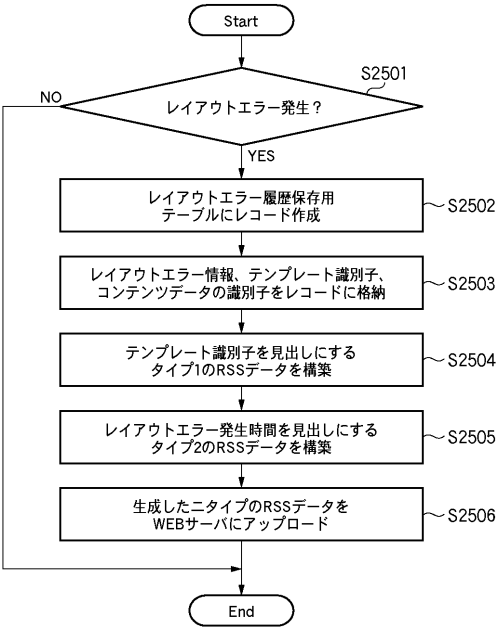 Start
S2501
レイアウトエラー発生？
NO
YES
レイアウトエラー履歴保存用
テーブルにレコード作成
S2502
レイアウトエラー情報、テンプレート識別子、
コンテンツデータの識別子をレコードに格納
S2503
テンプレート識別子を見出しにする
タイプ1のRSSデータを構築
S2504
レイアウトエラー発生時間を見出しにする
タイプ2のRSSデータを構築
S2505
生成したニタイプのRSSデータを
WEBサーバにアップロード
S2506
End